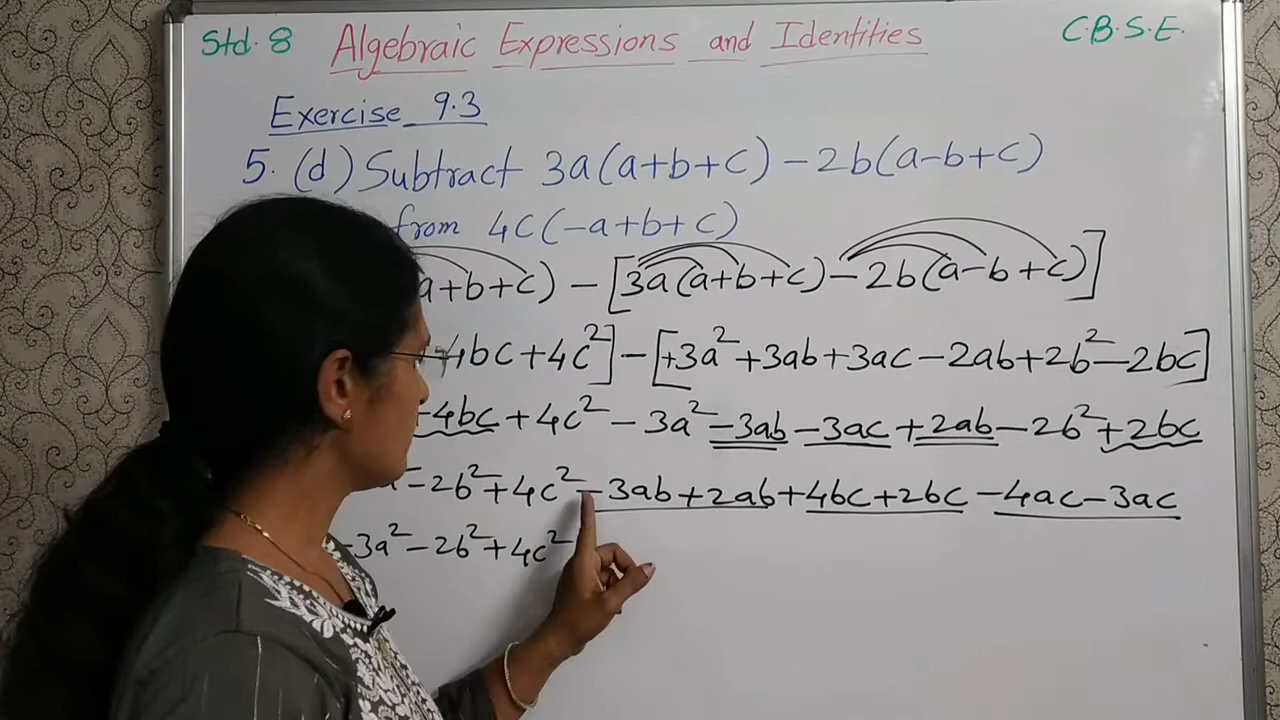 Std. 8 Algebraic Expressions and Identities C.B.S.E.
Exercise 9.3
5. (d) Subtract 3a(a+b+c) - 2b(a-b+c)
from 4c(-a+b+c)
a+b+c) - [3a(a+b+c) - 2b(a-b+c)]
4bc + 4c²] - [+3a² + 3ab + 3ac - 2ab + 2b² - 2bc]
+4bc + 4c² - 3a² - 3ab - 3ac + 2ab - 2b² + 2bc
- 2b² + 4c² - 3ab + 2ab + 4bc + 2bc - 4ac - 3ac
-3a² - 2b² + 4c²